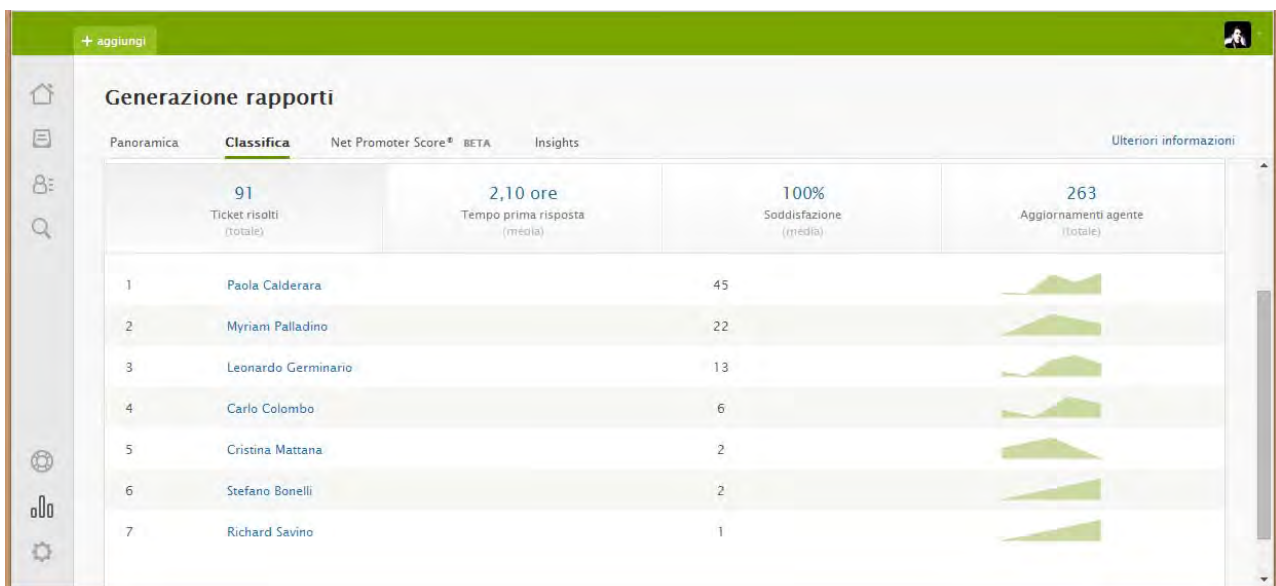 + aggiungi
Generazione rapporti
Panoramica Classifica Net Promoter Score® BETA Insights Ulteriori informazioni
91 2,10 ore 100% 263
Ticket risolti Tempo prima risposta Soddisfazione Aggiornamenti agente
(totale) (media) (media) (totale)
1 Paola Calderara 45
2 Myriam Palladino 22
3 Leonardo Germinario 13
4 Carlo Colombo 6
5 Cristina Mattana 2
6 Stefano Bonelli 2
7 Richard Savino 1